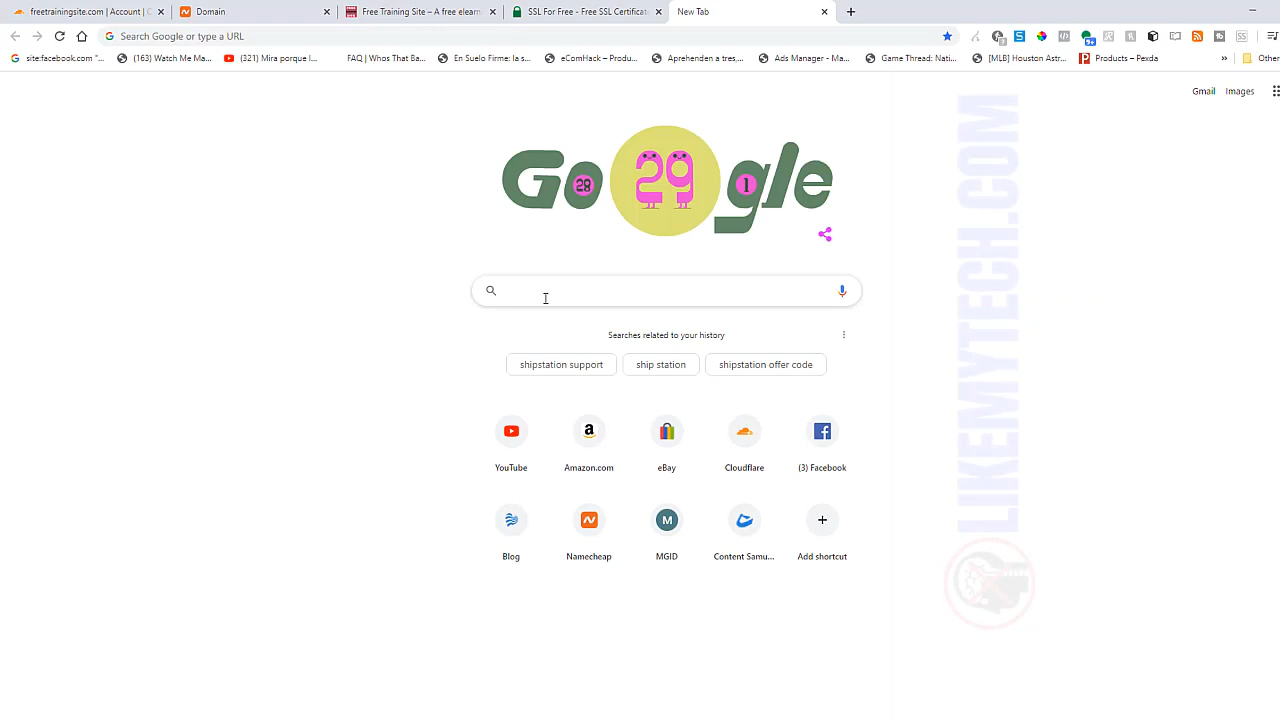 freetrainingsite.com | Account | C
Domain
Free Training Site – A free elearn
SSL For Free - Free SSL Certificat
New Tab
Search Google or type a URL
9+
SS
site:facebook.com "...
(163) Watch Me Ma...
(321) Mira porque l...
FAQ | Whos That Ba...
En Suelo Firme: la s...
eComHack – Produ...
Aprehenden a tres,...
Ads Manager - Ma...
Game Thread: Nati...
[MLB] Houston Astr...
Products – Pexda
»
Other
Gmail
Images
Go gle
28
29
1
Searches related to your history
shipstation support
ship station
shipstation offer code
YouTube
Amazon.com
eBay
Cloudflare
(3) Facebook
Blog
Namecheap
M
MGID
Content Samu...
Add shortcut
LIKEMYTECH.COM